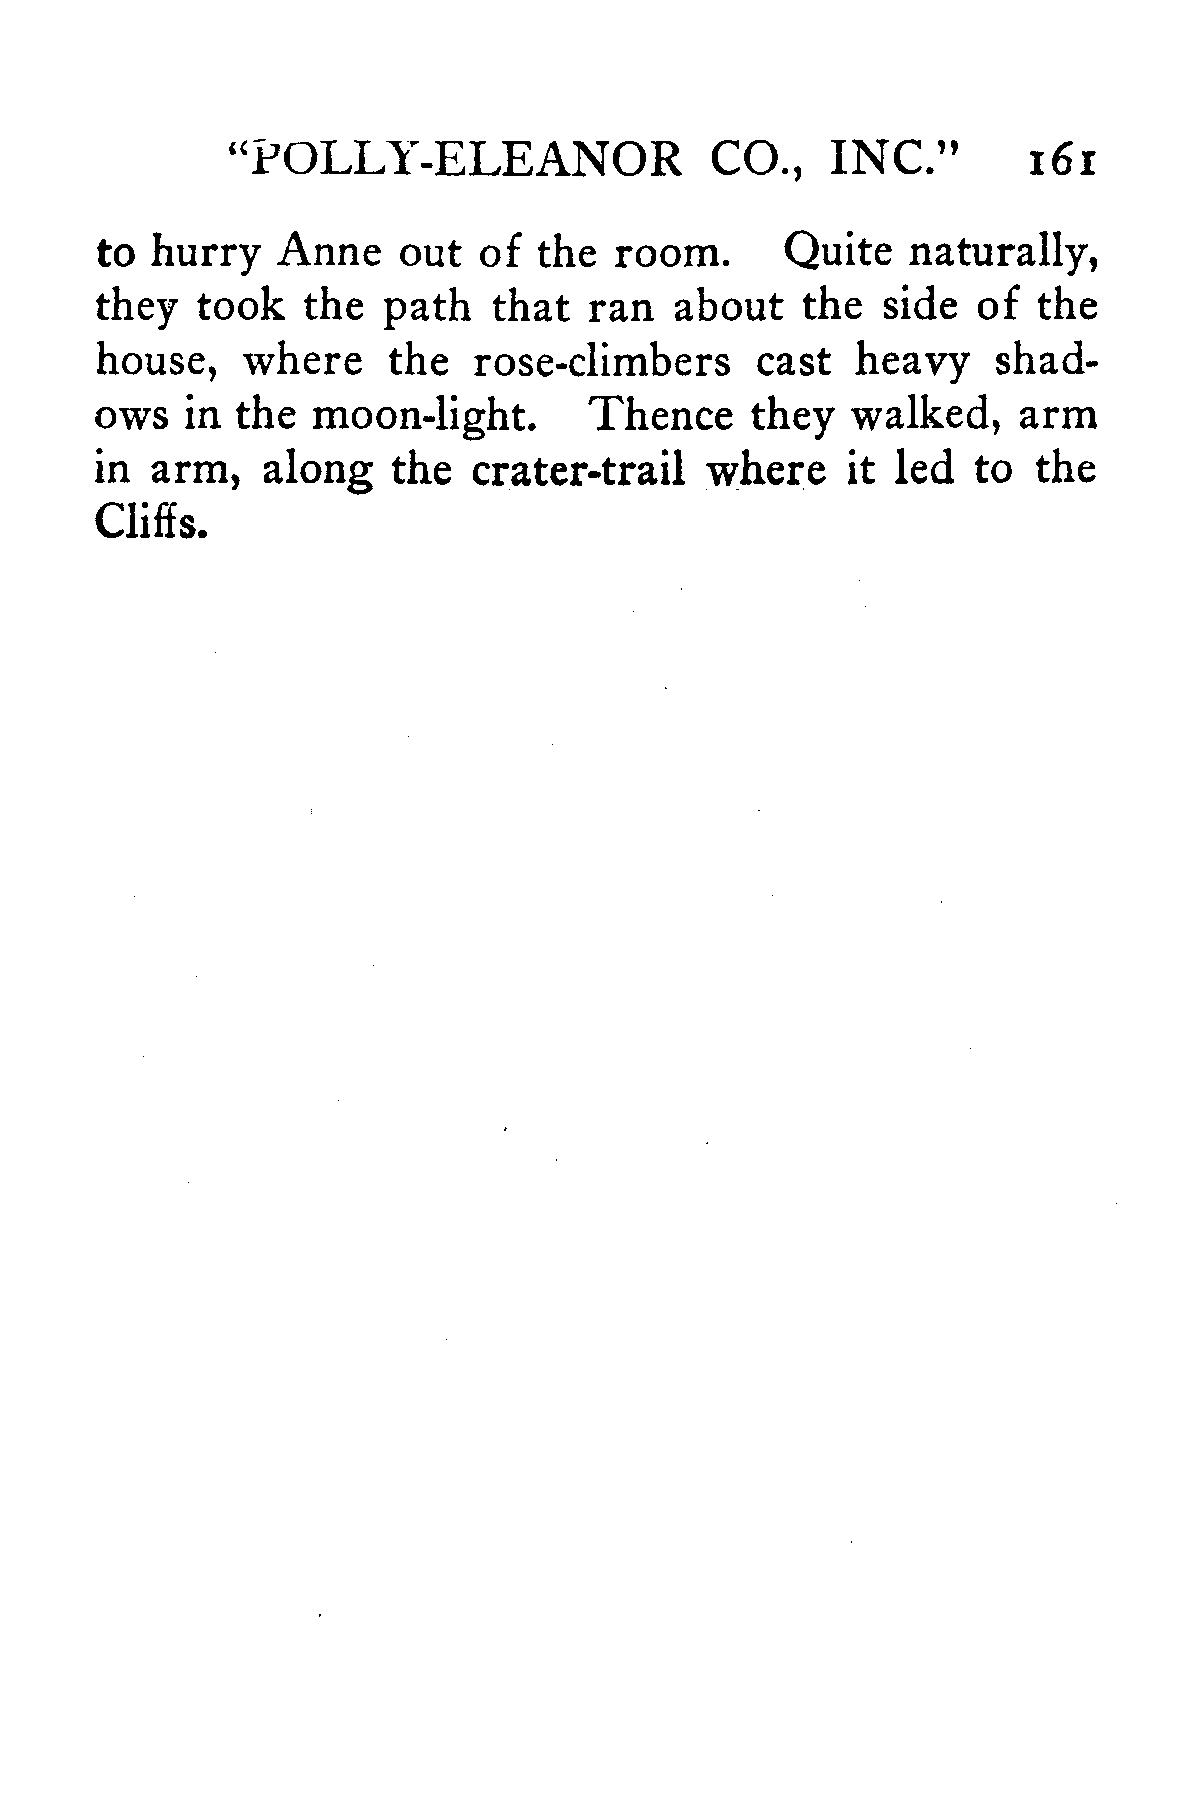 “POLLY-ELEANOR CO., INC.” 161
to hurry Anne out of the room. Quite naturally,
they took the path that ran about the side of the
house, where the rose-climbers cast heavy shad-
ows in the moon-light. Thence they walked, arm
in arm, along the crater-trail where it led to the
Cliffs.